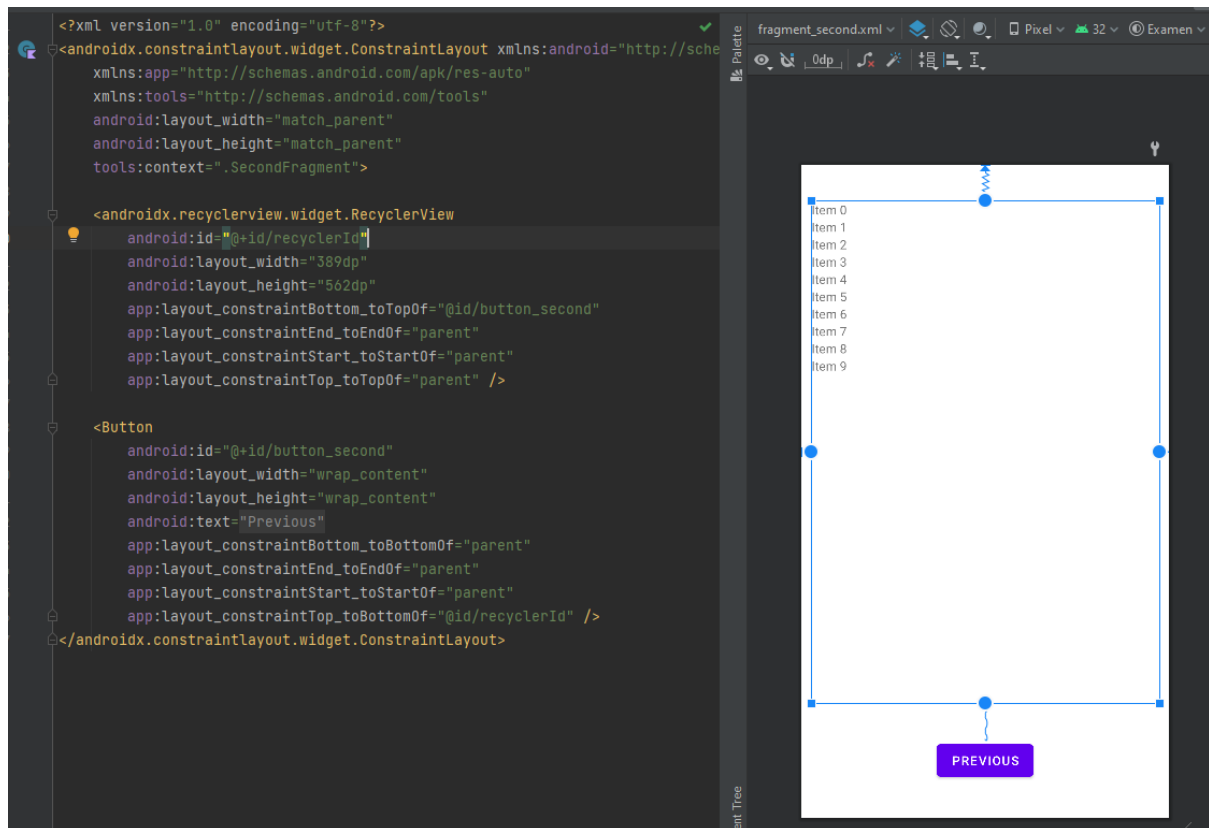 <?xml version="1.0" encoding="utf-8"?>
<androidx.constraintlayout.widget.ConstraintLayout xmlns:android="http://sche
xmlns:app="http://schemas.android.com/apk/res-auto"
xmlns:tools="http://schemas.android.com/tools"
android:layout_width="match_parent"
android:layout_height="match_parent"
tools:context=".SecondFragment">
<androidx.recyclerview.widget.RecyclerView
android:id="@+id/recyclerId"
android:layout_width="389dp"
android:layout_height="562dp"
app:layout_constraintBottom_toTopOf="@id/button_second"
app:layout_constraintEnd_toEndOf="parent"
app:layout_constraintStart_toStartOf="parent"
app:layout_constraintTop_toTopOf="parent" />
<Button
android:id="@+id/button_second"
android:layout_width="wrap_content"
android:layout_height="wrap_content"
android:text="Previous"
app:layout_constraintBottom_toBottomOf="parent"
app:layout_constraintEnd_toEndOf="parent"
app:layout_constraintStart_toStartOf="parent"
app:layout_constraintTop_toBottomOf="@id/recyclerId" />
</androidx.constraintlayout.widget.ConstraintLayout>
Palette
ent Tree
fragment_second.xml Pixel 32 Examen
0dp
Item 0
Item 1
Item 2
Item 3
Item 4
Item 5
Item 6
Item 7
Item 8
Item 9
PREVIOUS